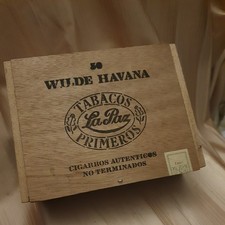 50
WILDE HAVANA
TABACOS
La Paz
PRIMEROS
CIGARROS AUTENTICOS
NO TERMINADOS